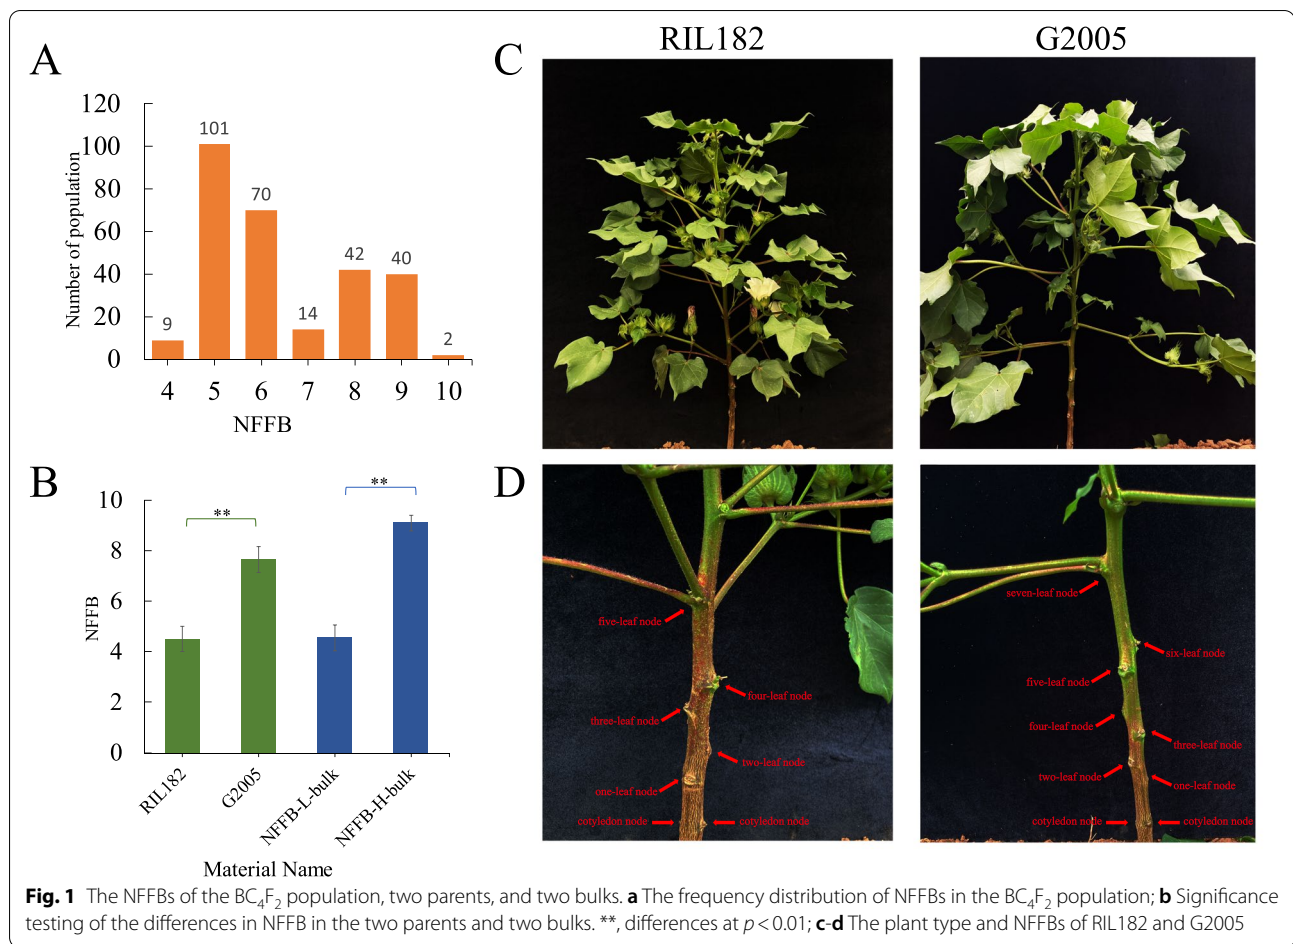 A
120
100
80
60
40
20
0
Number of population
9
101
70
14
42
40
2
4 5 6 7 8 9 10
NFFB
B
10
8
6
4
2
0
NFFB
**
**
RIL182
G2005
NFFB-L-bulk
NFFB-H-bulk
Material Name
C
RIL182
G2005
D
five-leaf node
four-leaf node
three-leaf node
two-leaf node
one-leaf node
cotyledon node
cotyledon node
seven-leaf node
six-leaf node
five-leaf node
four-leaf node
three-leaf node
two-leaf node
one-leaf node
cotyledon node
cotyledon node
Fig. 1 The NFFBs of the BC₄F₂ population, two parents, and two bulks. a The frequency distribution of NFFBs in the BC₄F₂ population; b Significance
testing of the differences in NFFB in the two parents and two bulks. **, differences at p < 0.01; c-d The plant type and NFFBs of RIL182 and G2005